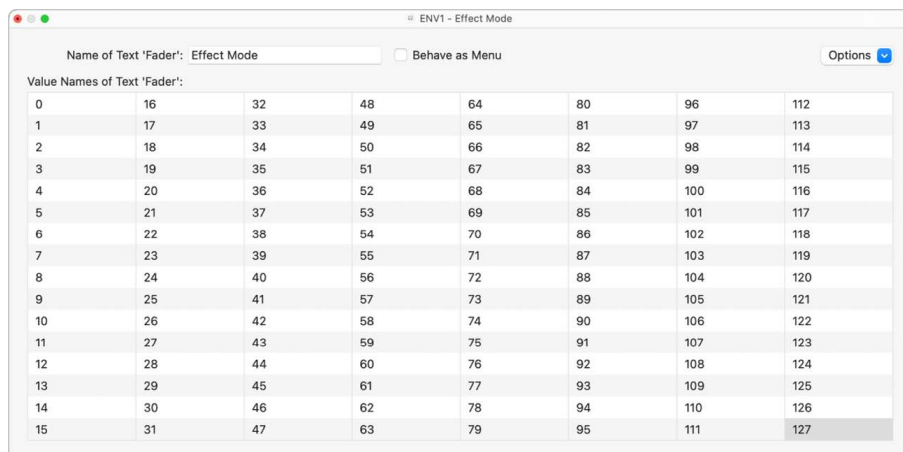 ENV1 - Effect Mode
Name of Text 'Fader': Effect Mode Behave as Menu Options
Value Names of Text 'Fader':
0 16 32 48 64 80 96 112
1 17 33 49 65 81 97 113
2 18 34 50 66 82 98 114
3 19 35 51 67 83 99 115
4 20 36 52 68 84 100 116
5 21 37 53 69 85 101 117
6 22 38 54 70 86 102 118
7 23 39 55 71 87 103 119
8 24 40 56 72 88 104 120
9 25 41 57 73 89 105 121
10 26 42 58 74 90 106 122
11 27 43 59 75 91 107 123
12 28 44 60 76 92 108 124
13 29 45 61 77 93 109 125
14 30 46 62 78 94 110 126
15 31 47 63 79 95 111 127